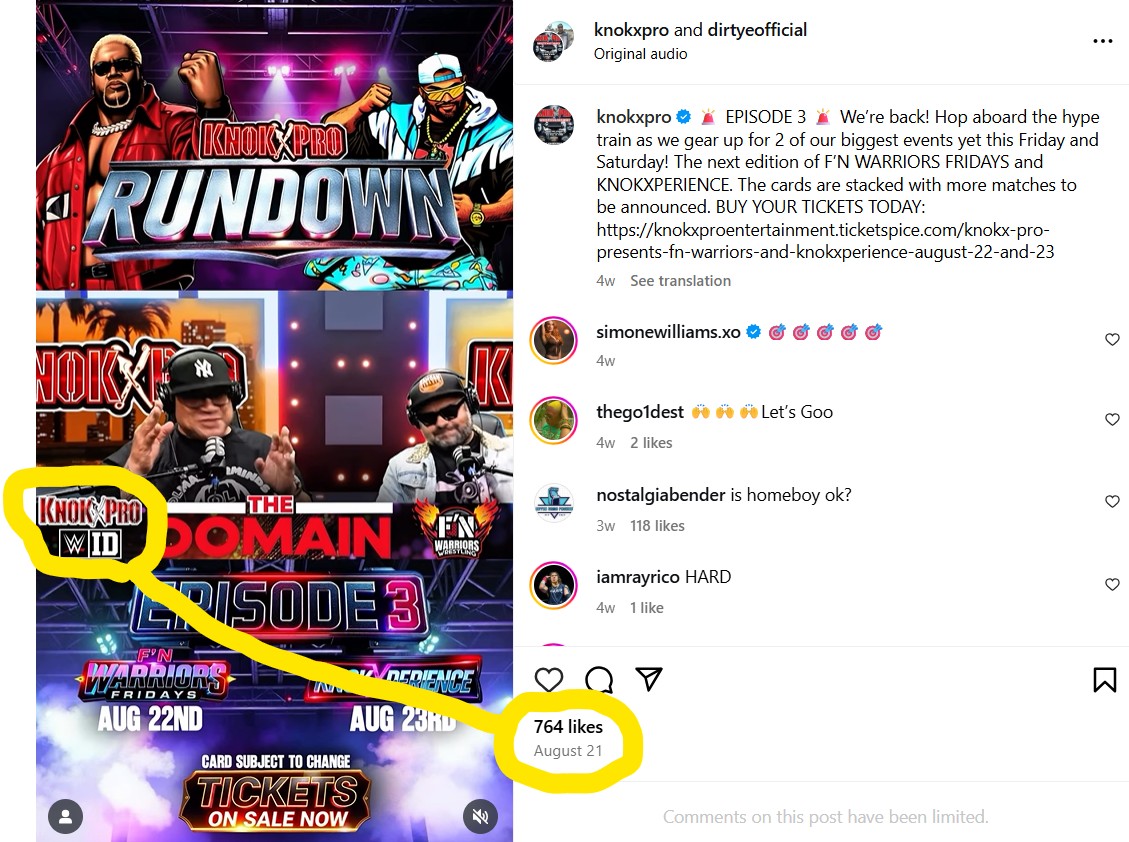 KNOKXPRO
RUNDOWN
KNOKXPRO
K
KNOKXPRO
W ID
THE
DOMAIN
F'N
WARRIORS
WRESTLING
EPISODE 3
F'N
WARRIORS
FRIDAYS
AUG 22ND
KNOKXPERIENCE
AUG 23RD
CARD SUBJECT TO CHANGE
TICKETS
ON SALE NOW
knokxpro and dirtyeofficial
Original audio
knokxpro 🚨 EPISODE 3 🚨 We’re back! Hop aboard the hype
train as we gear up for 2 of our biggest events yet this Friday and
Saturday! The next edition of F’N WARRIORS FRIDAYS and
KNOKXPERIENCE. The cards are stacked with more matches to
be announced. BUY YOUR TICKETS TODAY:
https://knokxproentertainment.ticketspice.com/knokx-pro-
presents-fn-warriors-and-knokxperience-august-22-and-23
4w See translation
simonewilliams.xo 🎯 🎯 🎯 🎯 🎯
4w
thego1dest 🙌 🙌 🙌 Let’s Goo
4w 2 likes
nostalgiabender is homeboy ok?
3w 118 likes
iamrayrico HARD
4w 1 like
764 likes
August 21
Comments on this post have been limited.